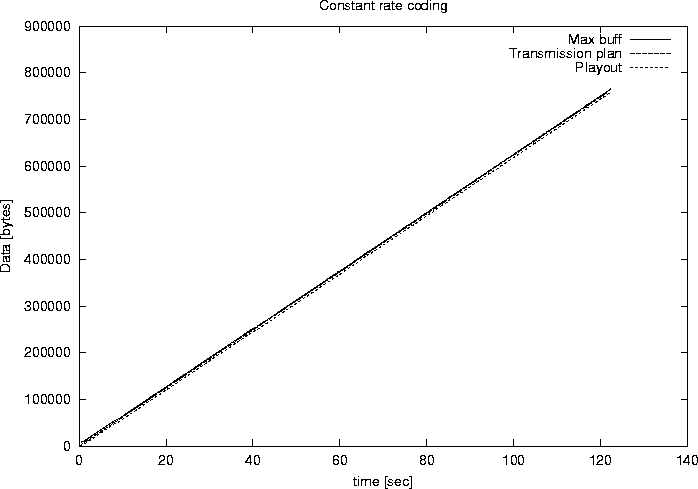 Constant rate coding
900000
800000
700000
600000
500000
400000
300000
200000
100000
0
Data [bytes]
Max buff
Transmission plan
Playout
0 20 40 60 80 100 120 140
time [sec]